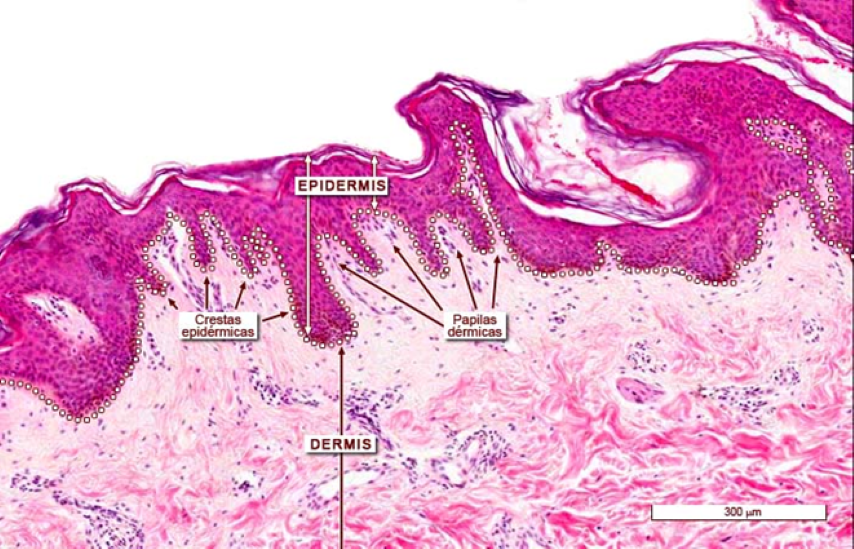 EPIDERMIS
Crestas
epidérmicas
Papilas
dérmicas
DERMIS
300 µm